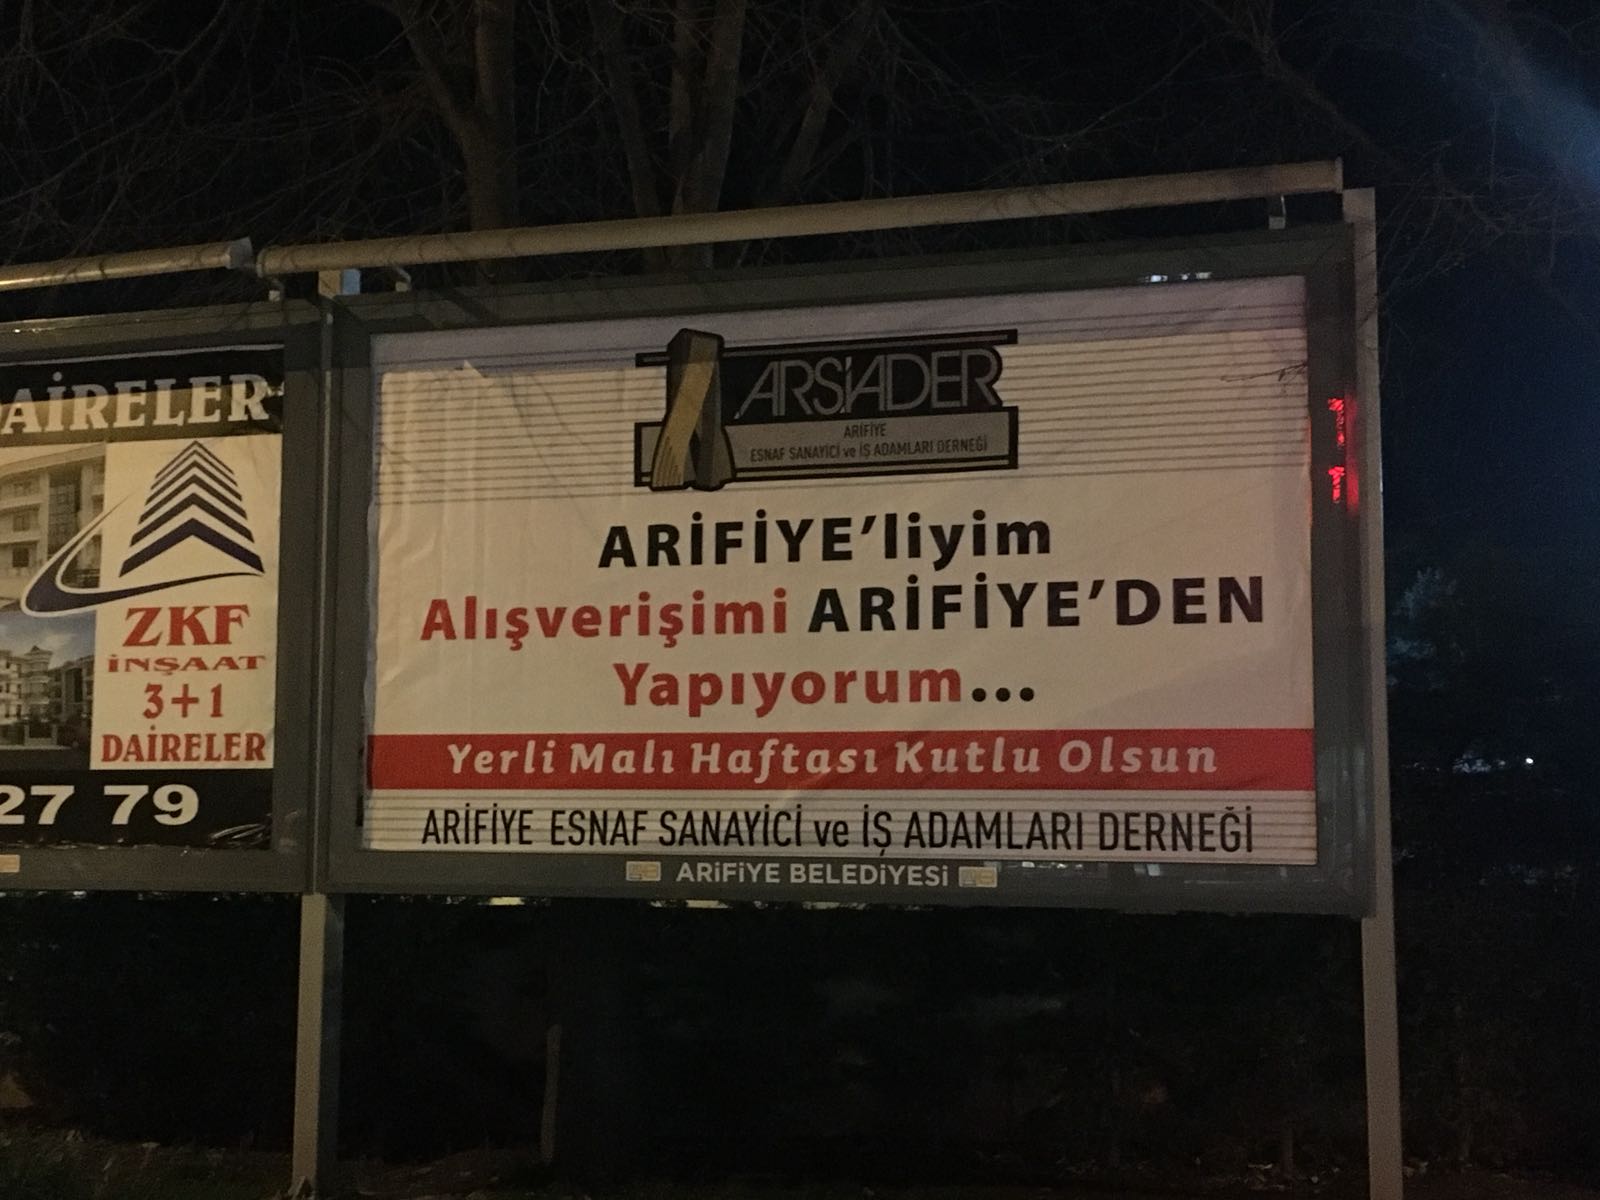 DAİRELER
ZKF
İNŞAAT
3+1
DAİRELER
27 79
ARSİADER
ARİFİYE
ESNAF SANAYİCİ ve İŞ ADAMLARI DERNEĞİ
ARİFİYE'liyim
Alışverişimi ARİFİYE'DEN
Yapıyorum...
Yerli Malı Haftası Kutlu Olsun
ARİFİYE ESNAF SANAYİCİ ve İŞ ADAMLARI DERNEĞİ
ARİFİYE BELEDİYESİ